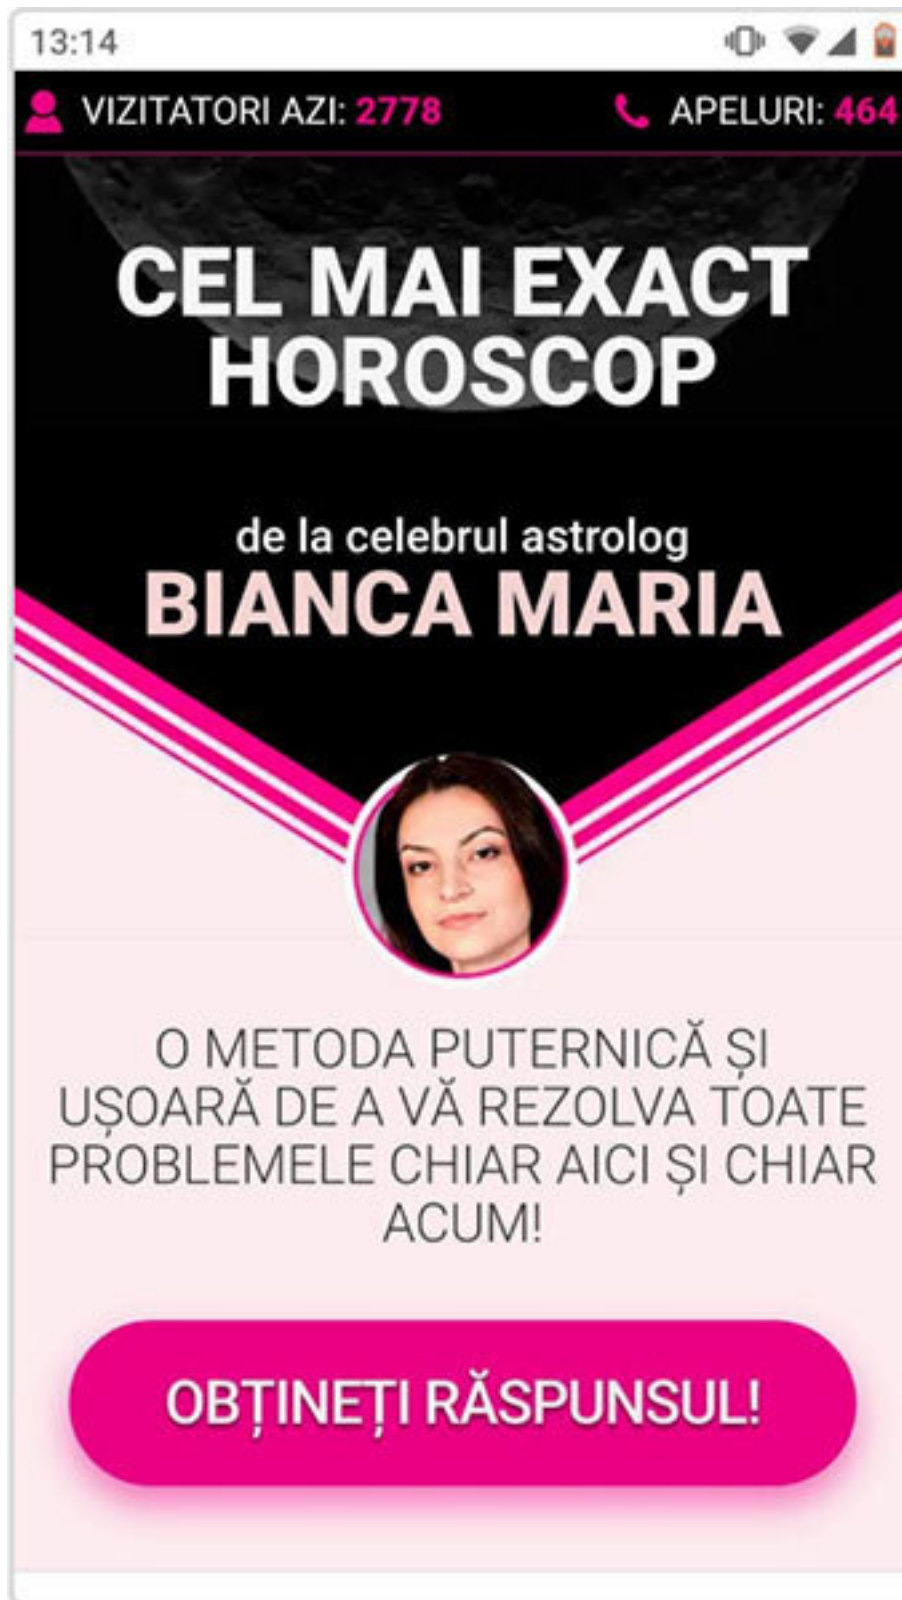 13:14
VIZITATORI AZI: 2778 APELURI: 464
CEL MAI EXACT
HOROSCOP
de la celebrul astrolog
BIANCA MARIA
O METODA PUTERNICĂ ȘI
UȘOARĂ DE A VĂ REZOLVA TOATE
PROBLEMELE CHIAR AICI ȘI CHIAR
ACUM!
OBȚINEȚI RĂSPUNSUL!